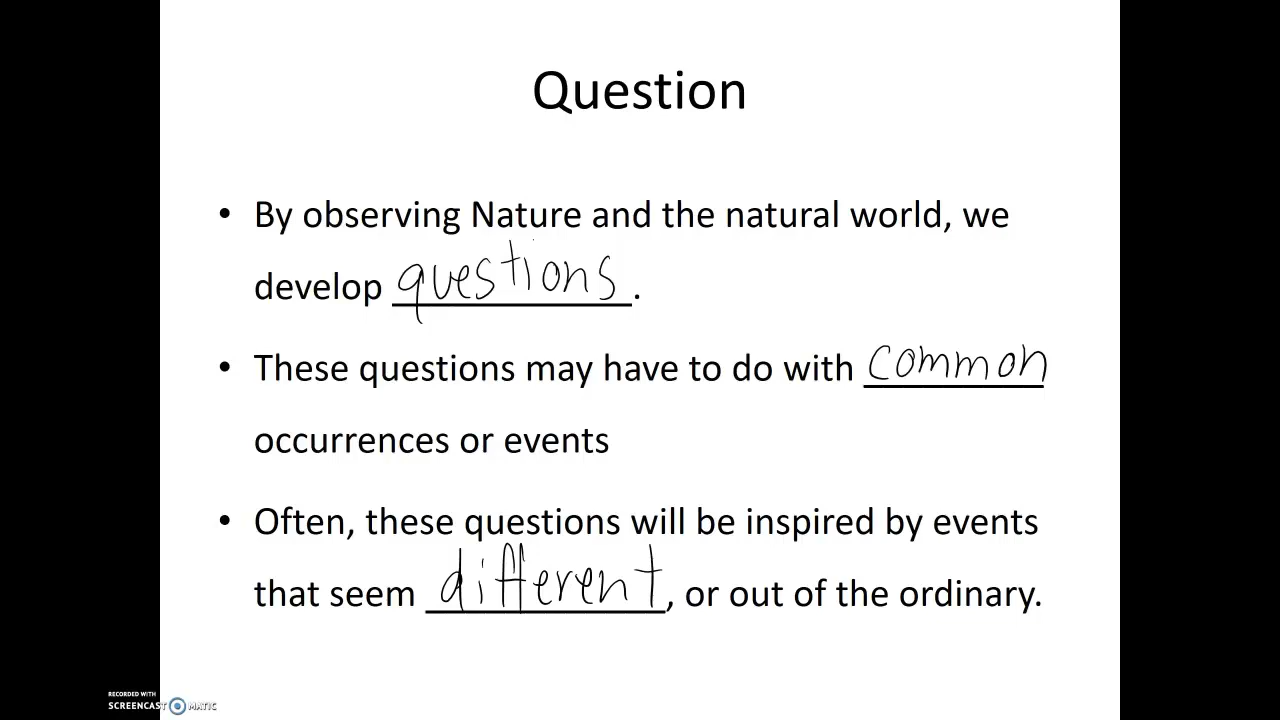 Question
• By observing Nature and the natural world, we
develop questions.
• These questions may have to do with common
occurrences or events
• Often, these questions will be inspired by events
that seem different, or out of the ordinary.
RECORDED WITH
SCREENCAST MATIC